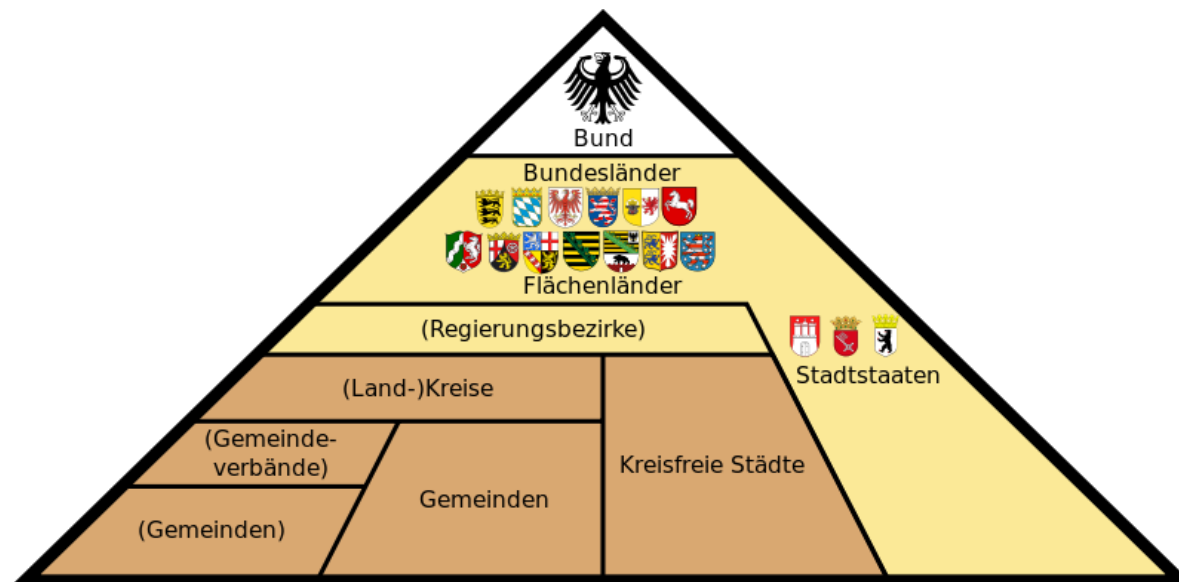 Bund
Bundesländer
Flächenländer
(Regierungsbezirke)
Stadtstaaten
(Land-)Kreise
(Gemeinde-
verbände)
Kreisfreie Städte
Gemeinden
(Gemeinden)